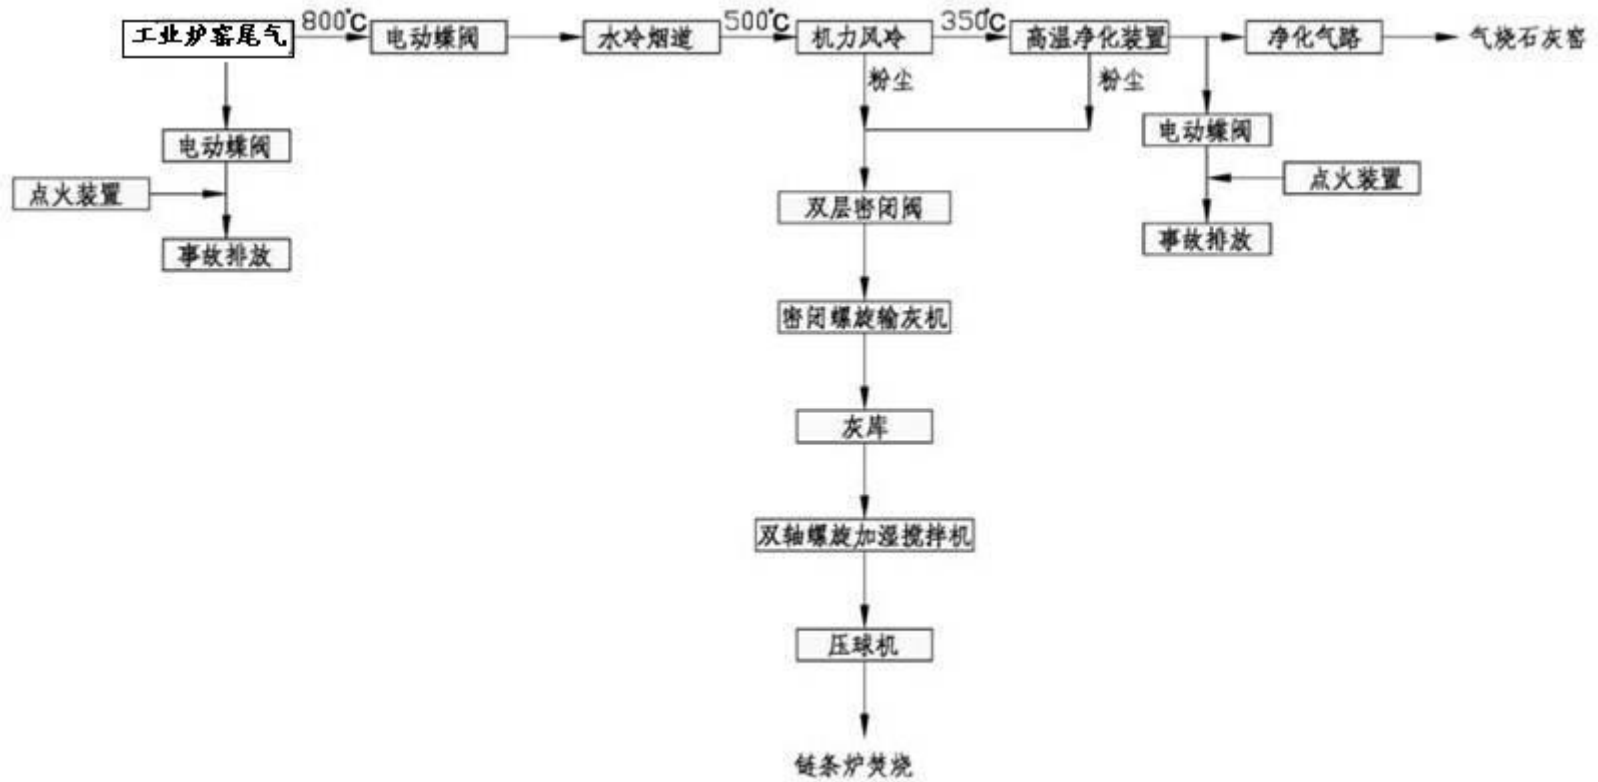 工业炉窑尾气
800℃
电动蝶阀
水冷烟道
500℃
机力风冷
350℃
高温净化装置
净化气路
气烧石灰窑
粉尘
粉尘
电动蝶阀
电动蝶阀
点火装置
点火装置
事故排放
事故排放
双层密闭阀
密闭螺旋输灰机
灰库
双轴螺旋加湿搅拌机
压球机
链条炉焚烧